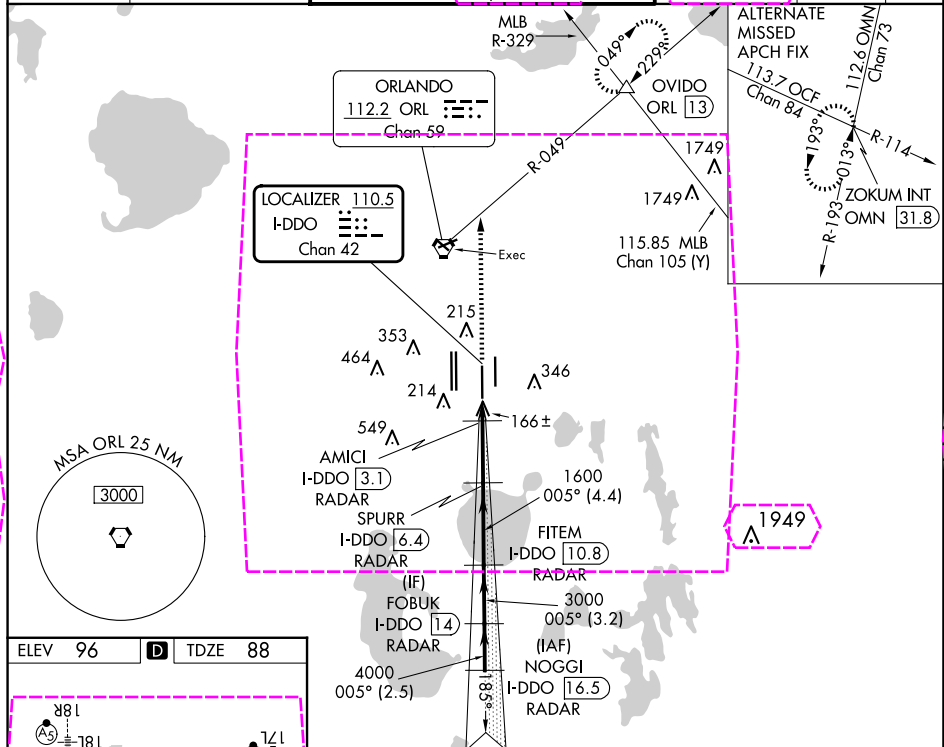 MLB
R-329
049°
229°
OVIDO
ORL 13
ALTERNATE
MISSED
APCH FIX
112.6 OMN
Chan 73
113.7 OCF
Chan 84
193°
013°
R-114
R-193
ZOKUM INT
OMN 31.8
ORLANDO
112.2 ORL
Chan 59
R-049
1749
1749
LOCALIZER 110.5
I-DDO
Chan 42
Exec
115.85 MLB
Chan 105 (Y)
215
353
464
346
214
549
166±
AMICI
I-DDO 3.1
RADAR
1600
005° (4.4)
MSA ORL 25 NM
3000
SPURR
I-DDO 6.4
RADAR
FITEM
I-DDO 10.8
RADAR
1949
(IF)
FOBUK
I-DDO 14
RADAR
3000
005° (3.2)
(IAF)
NOGGI
I-DDO 16.5
RADAR
4000
005° (2.5)
185°
ELEV 96 D TDZE 88
18R
A5
18L
17L